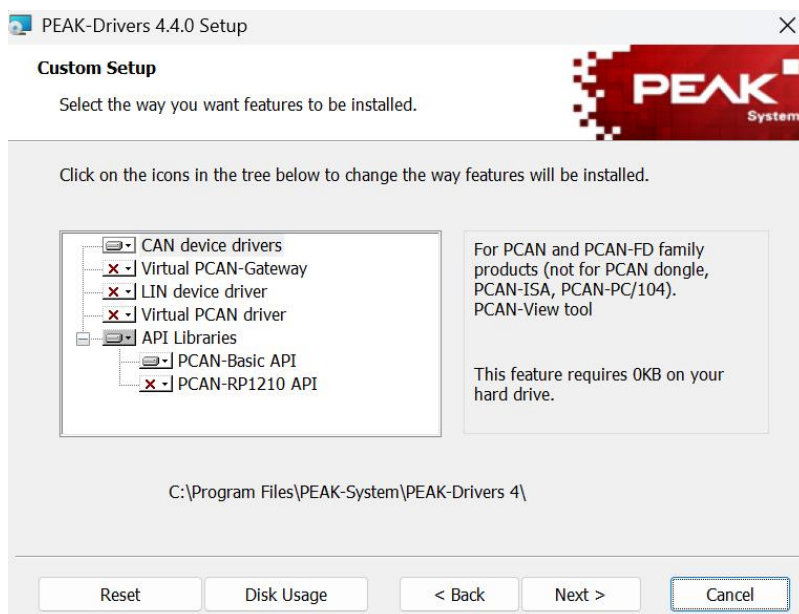 PEAK-Drivers 4.4.0 Setup
Custom Setup
Select the way you want features to be installed.
PEAK
System
Click on the icons in the tree below to change the way features will be installed.
CAN device drivers
Virtual PCAN-Gateway
LIN device driver
Virtual PCAN driver
API Libraries
PCAN-Basic API
PCAN-RP1210 API
For PCAN and PCAN-FD family
products (not for PCAN dongle,
PCAN-ISA, PCAN-PC/104).
PCAN-View tool
This feature requires 0KB on your
hard drive.
C:\Program Files\PEAK-System\PEAK-Drivers 4\
Reset
Disk Usage
< Back
Next >
Cancel